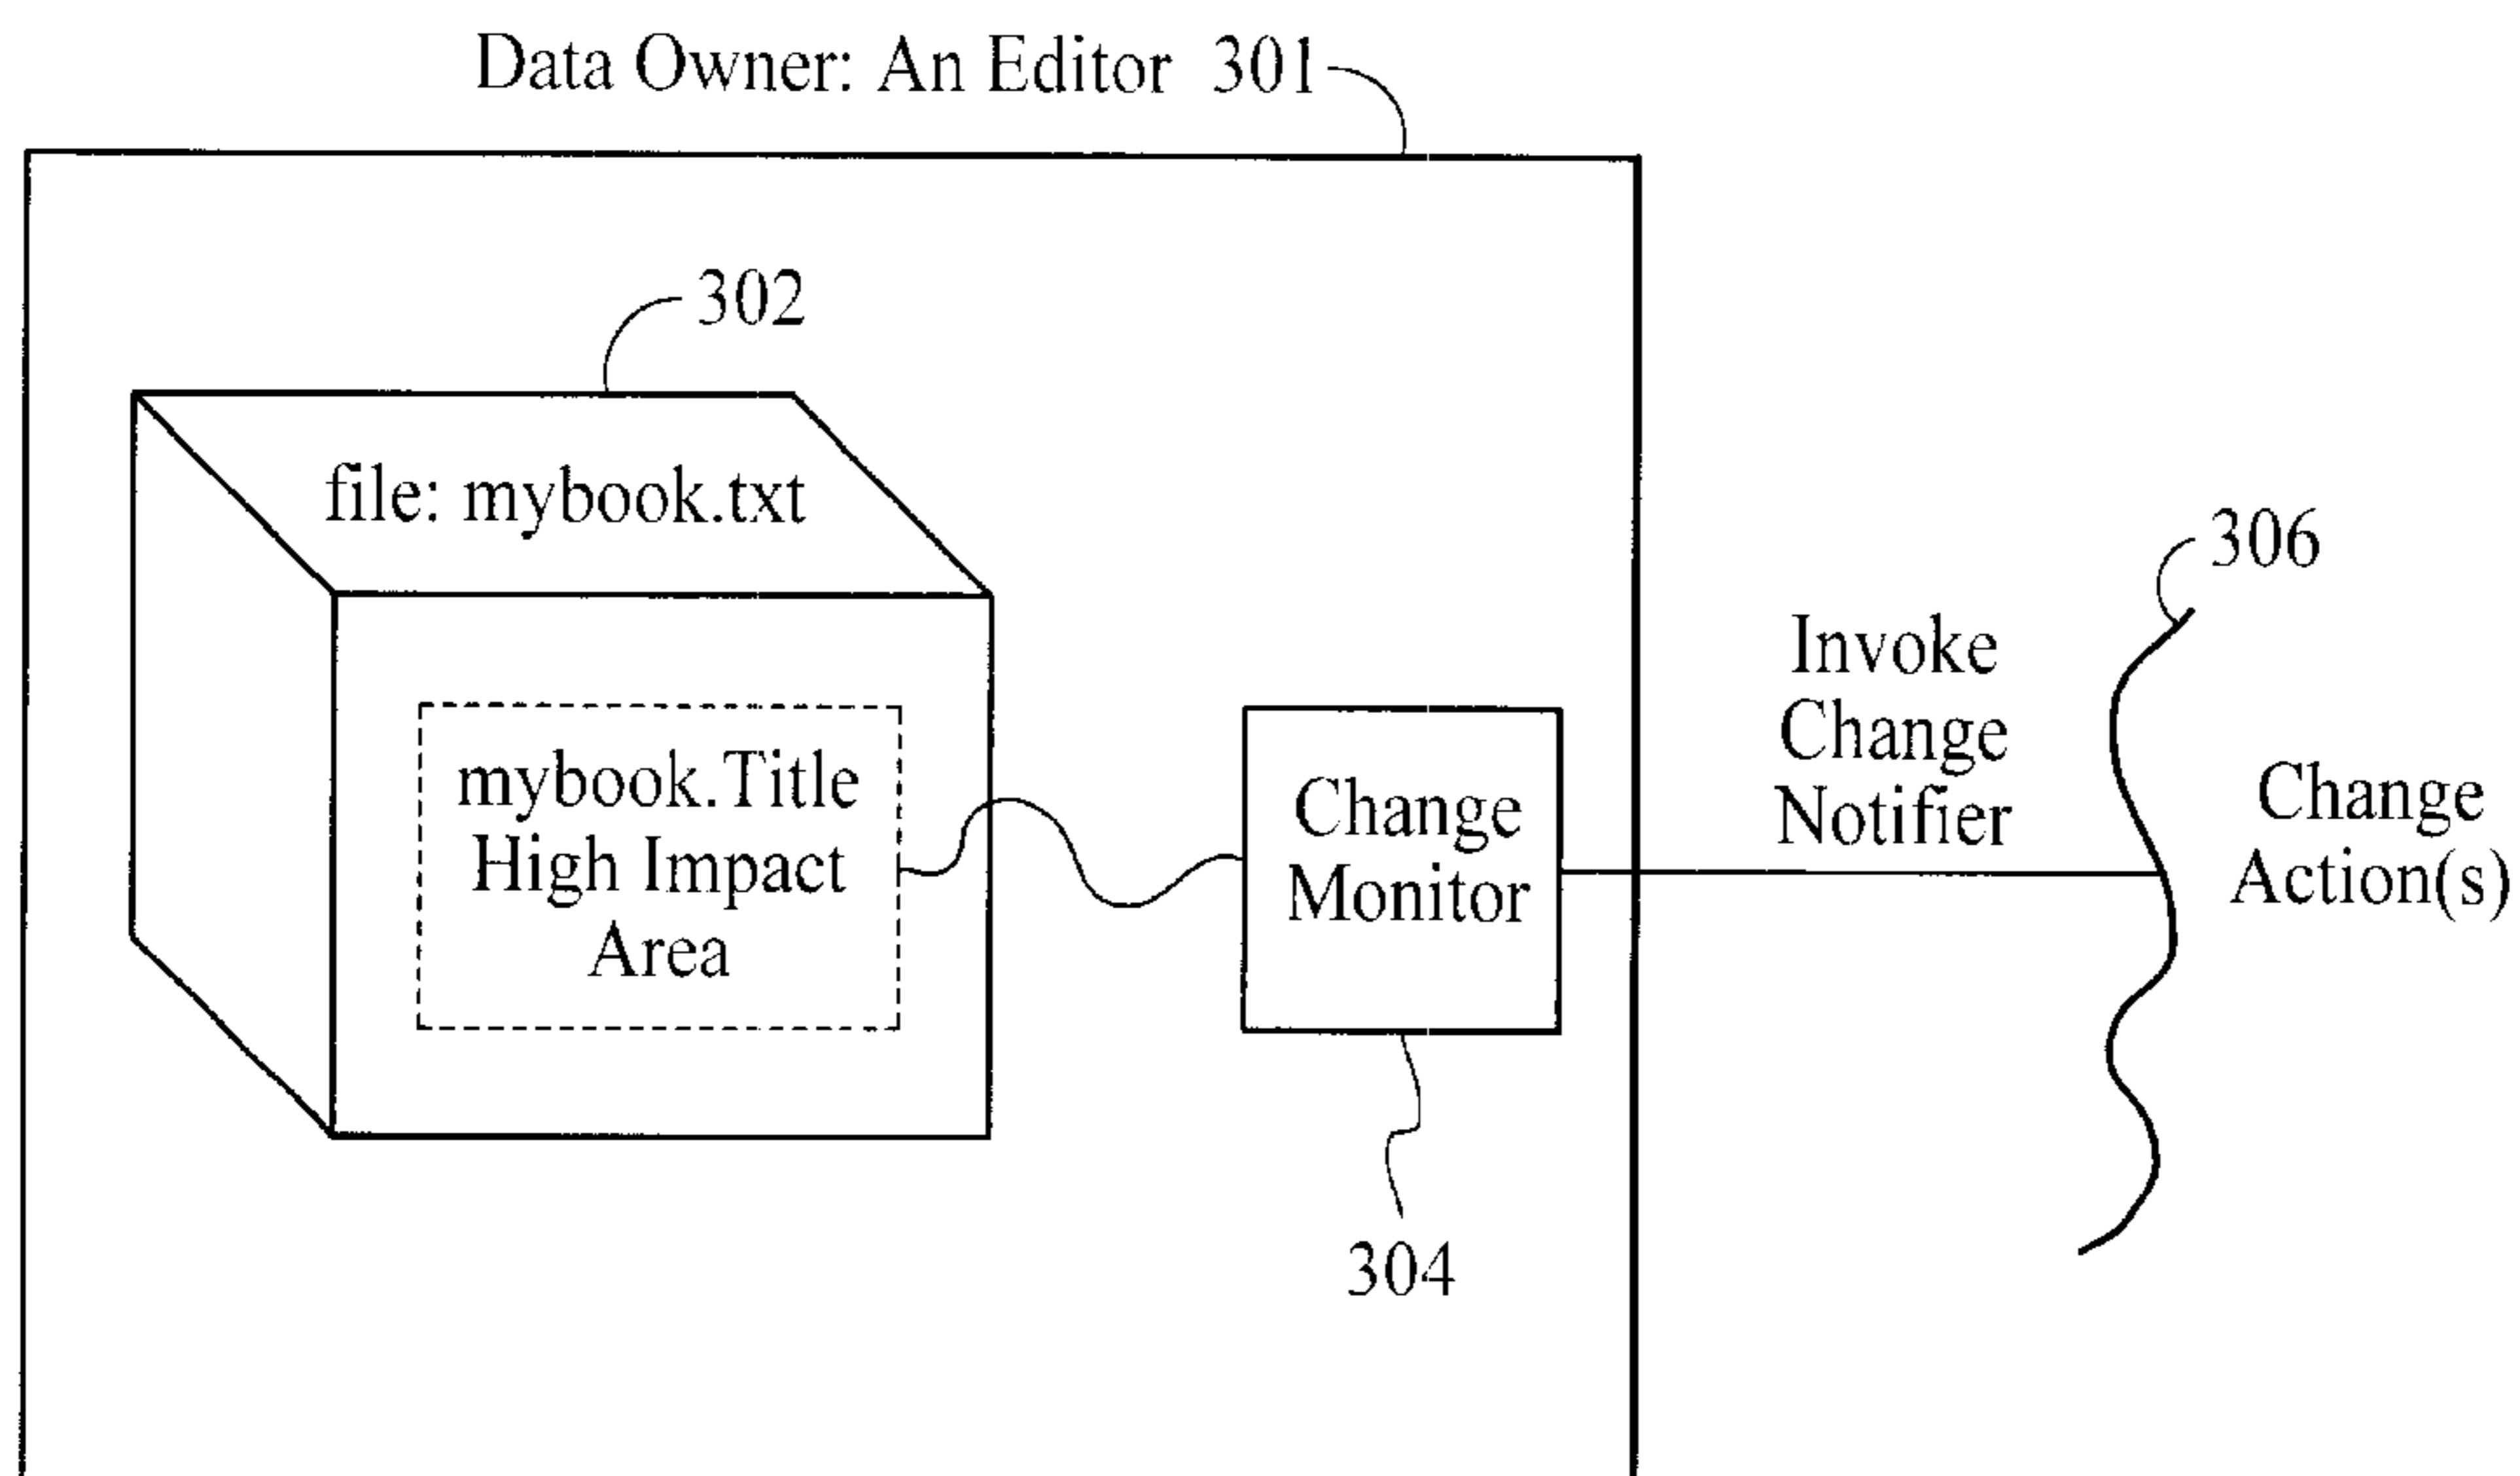 Data Owner: An Editor 301
302
file: mybook.txt
306
Invoke
Change
Notifier
mybook.Title
High Impact
Area
Change
Monitor
Change
Action(s)
304